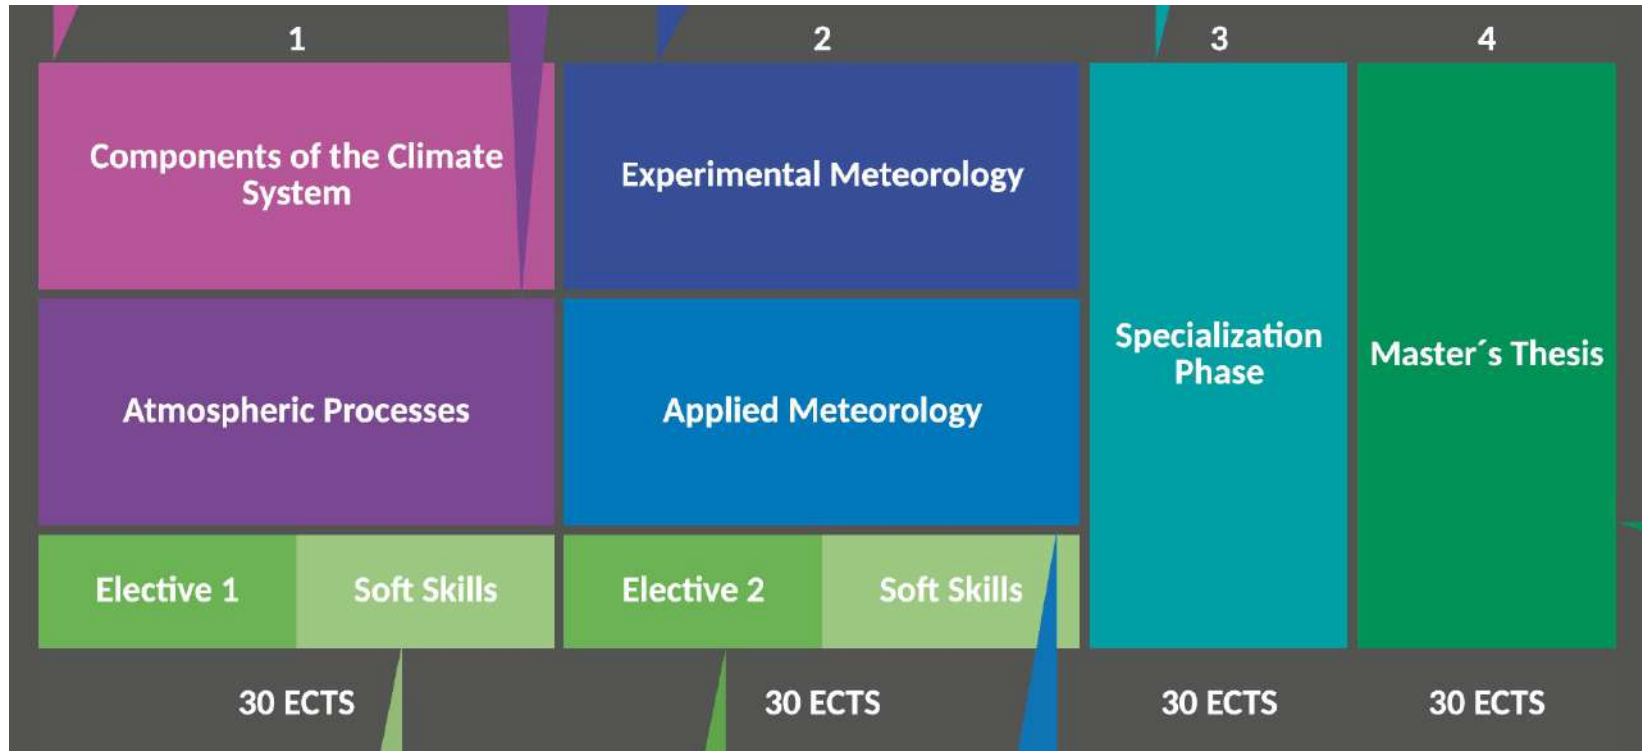 1
2
3
4
Components of the Climate
System
Experimental Meteorology
Specialization
Phase
Master´s Thesis
Atmospheric Processes
Applied Meteorology
Elective 1
Soft Skills
Elective 2
Soft Skills
30 ECTS
30 ECTS
30 ECTS
30 ECTS